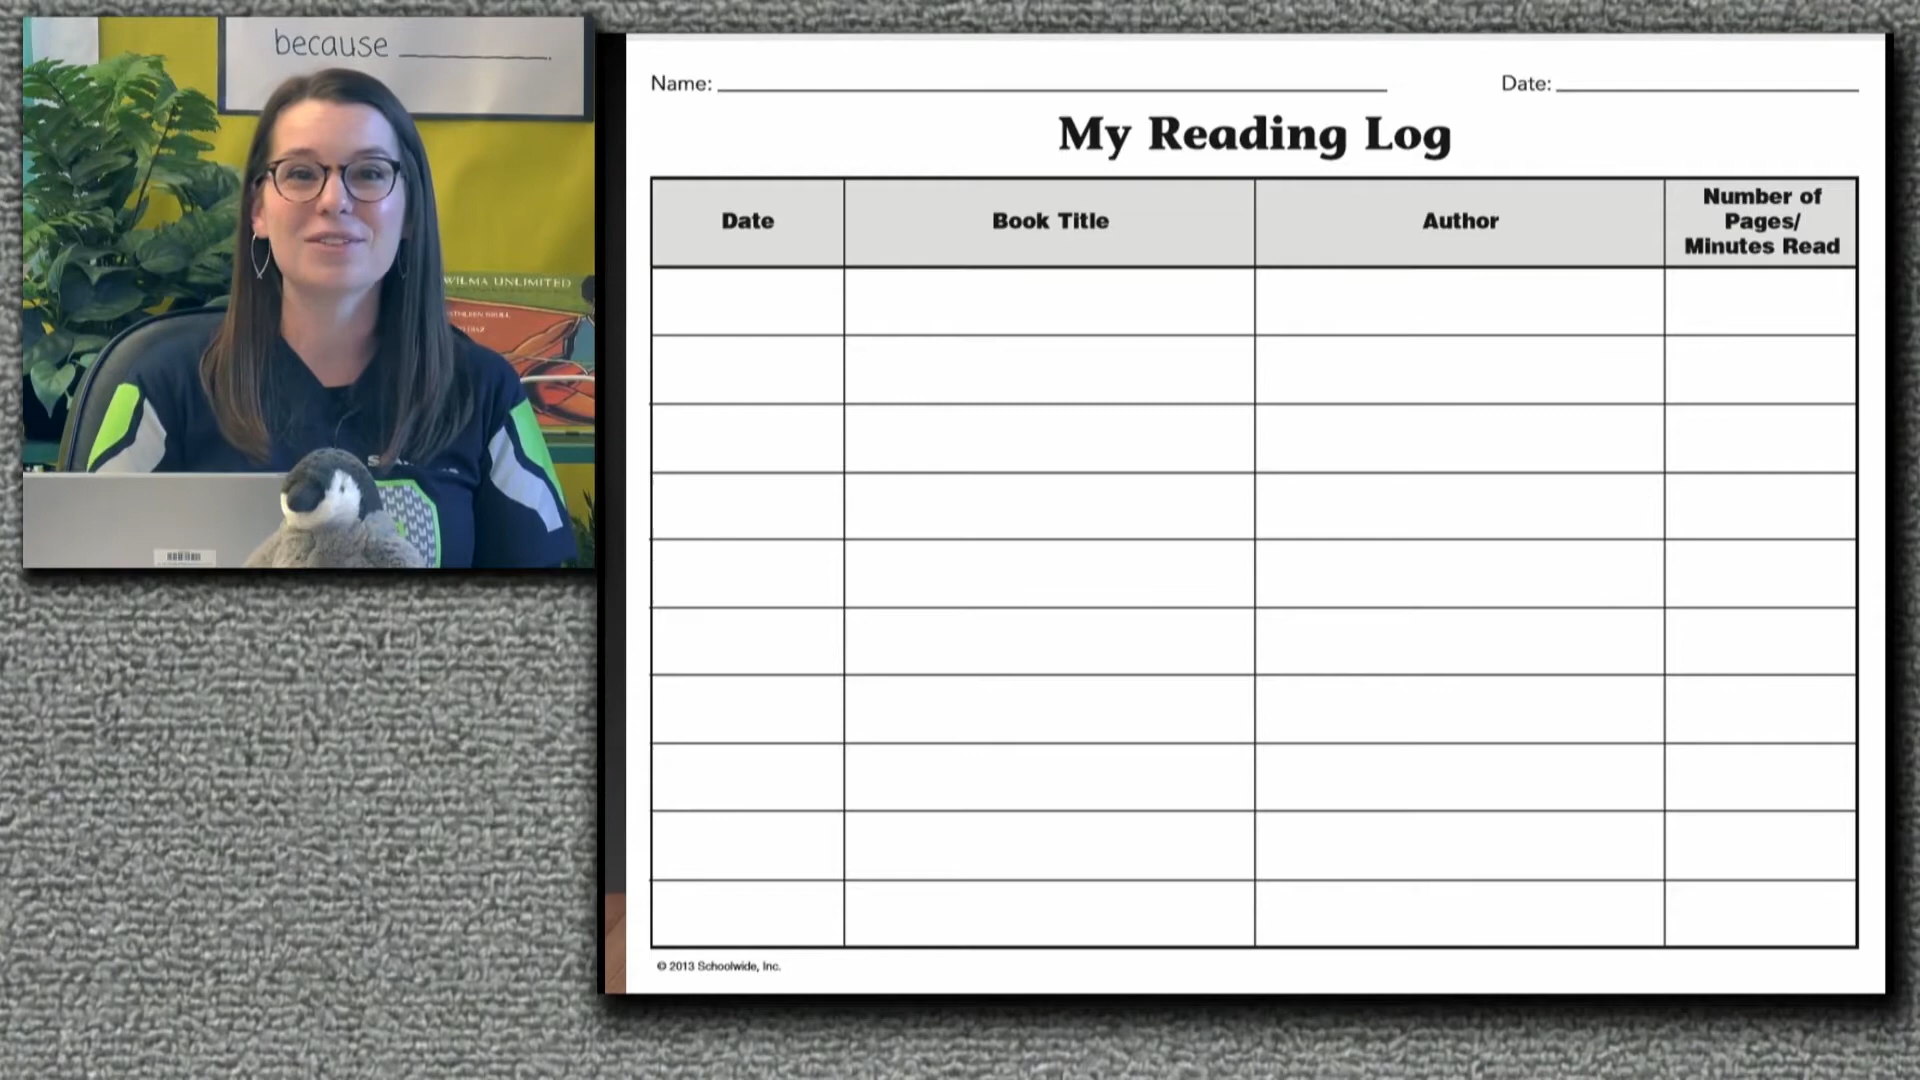 because ____________.
WILMA UNLIMITED
Name:
Date:
My Reading Log
Date
Book Title
Author
Number of
Pages/
Minutes Read
© 2013 Schoolwide, Inc.